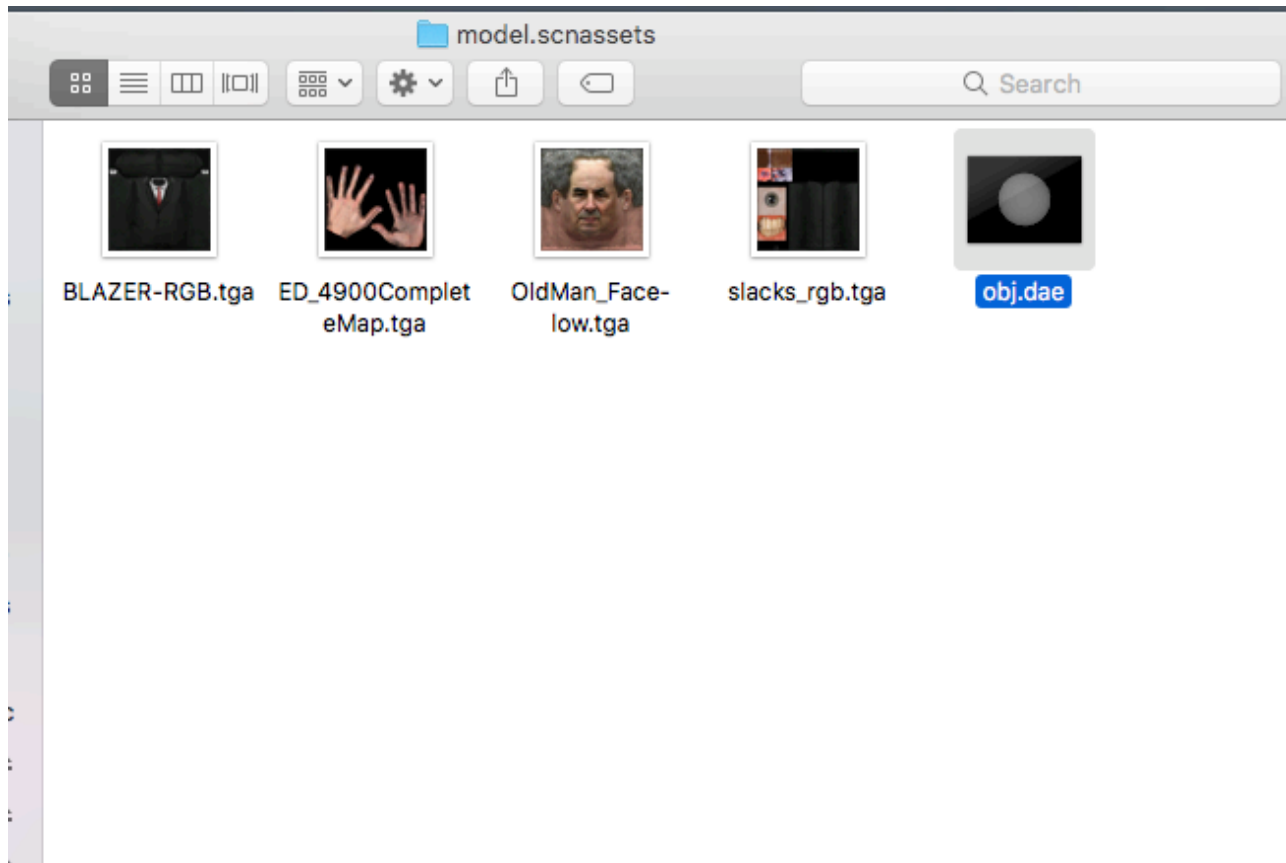 model.scnassets
Search
BLAZER-RGB.tga
ED_4900Complet
eMap.tga
OldMan_Face-
low.tga
slacks_rgb.tga
obj.dae